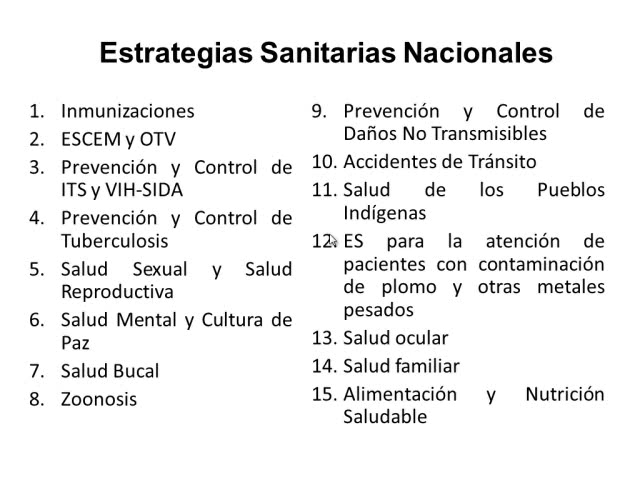 Estrategias Sanitarias Nacionales
1. Inmunizaciones
2. ESCEM y OTV
3. Prevención y Control de
ITS y VIH-SIDA
4. Prevención y Control de
Tuberculosis
5. Salud Sexual y Salud
Reproductiva
6. Salud Mental y Cultura de
Paz
7. Salud Bucal
8. Zoonosis
9. Prevención y Control de
Daños No Transmisibles
10. Accidentes de Tránsito
11. Salud de los Pueblos
Indígenas
12. ES para la atención de
pacientes con contaminación
de plomo y otras metales
pesados
13. Salud ocular
14. Salud familiar
15. Alimentación y Nutrición
Saludable